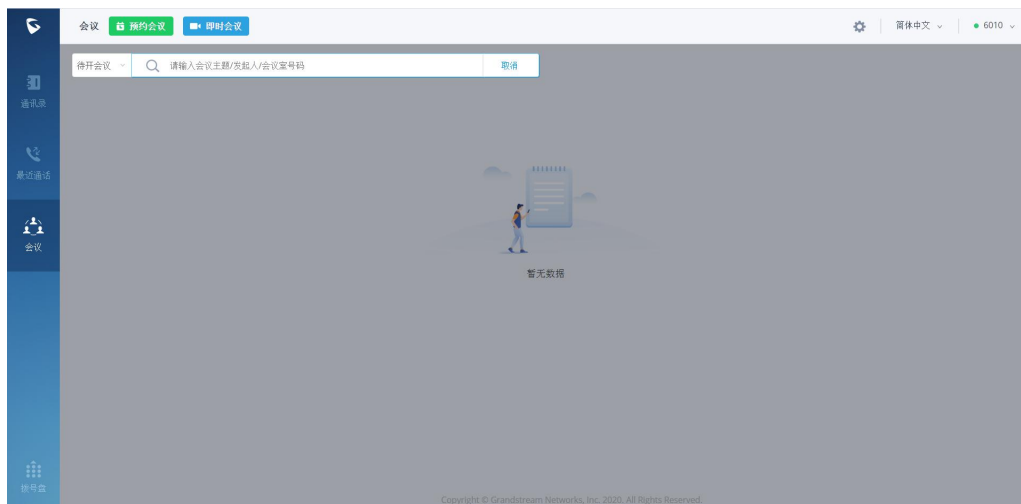 会议 预约会议 即时会议 简体中文 6010
待开会议 请输入会议主题/发起人/会议室号码 取消
通讯录
最近通话
会议
暂无数据
拨号盘
Copyright © Grandstream Networks, Inc. 2020. All Rights Reserved.